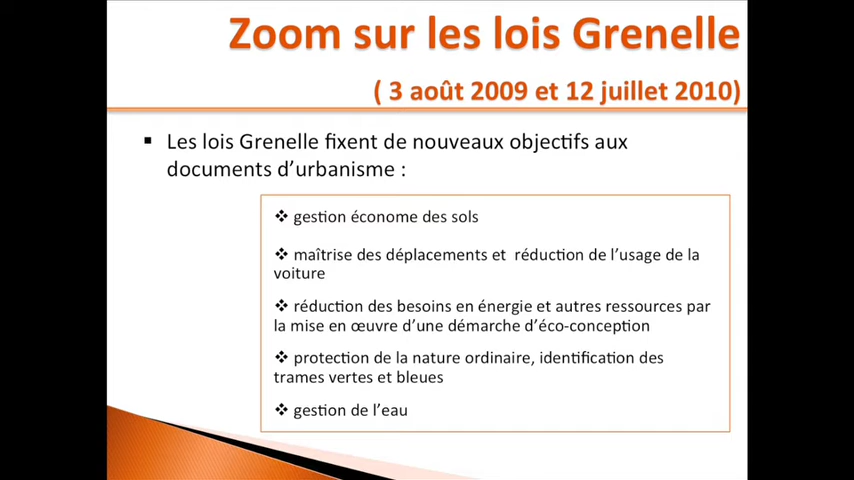 Zoom sur les lois Grenelle
( 3 août 2009 et 12 juillet 2010)
▪ Les lois Grenelle fixent de nouveaux objectifs aux
documents d’urbanisme :
❖ gestion économe des sols
❖ maîtrise des déplacements et réduction de l’usage de la
voiture
❖ réduction des besoins en énergie et autres ressources par
la mise en œuvre d’une démarche d’éco-conception
❖ protection de la nature ordinaire, identification des
trames vertes et bleues
❖ gestion de l’eau